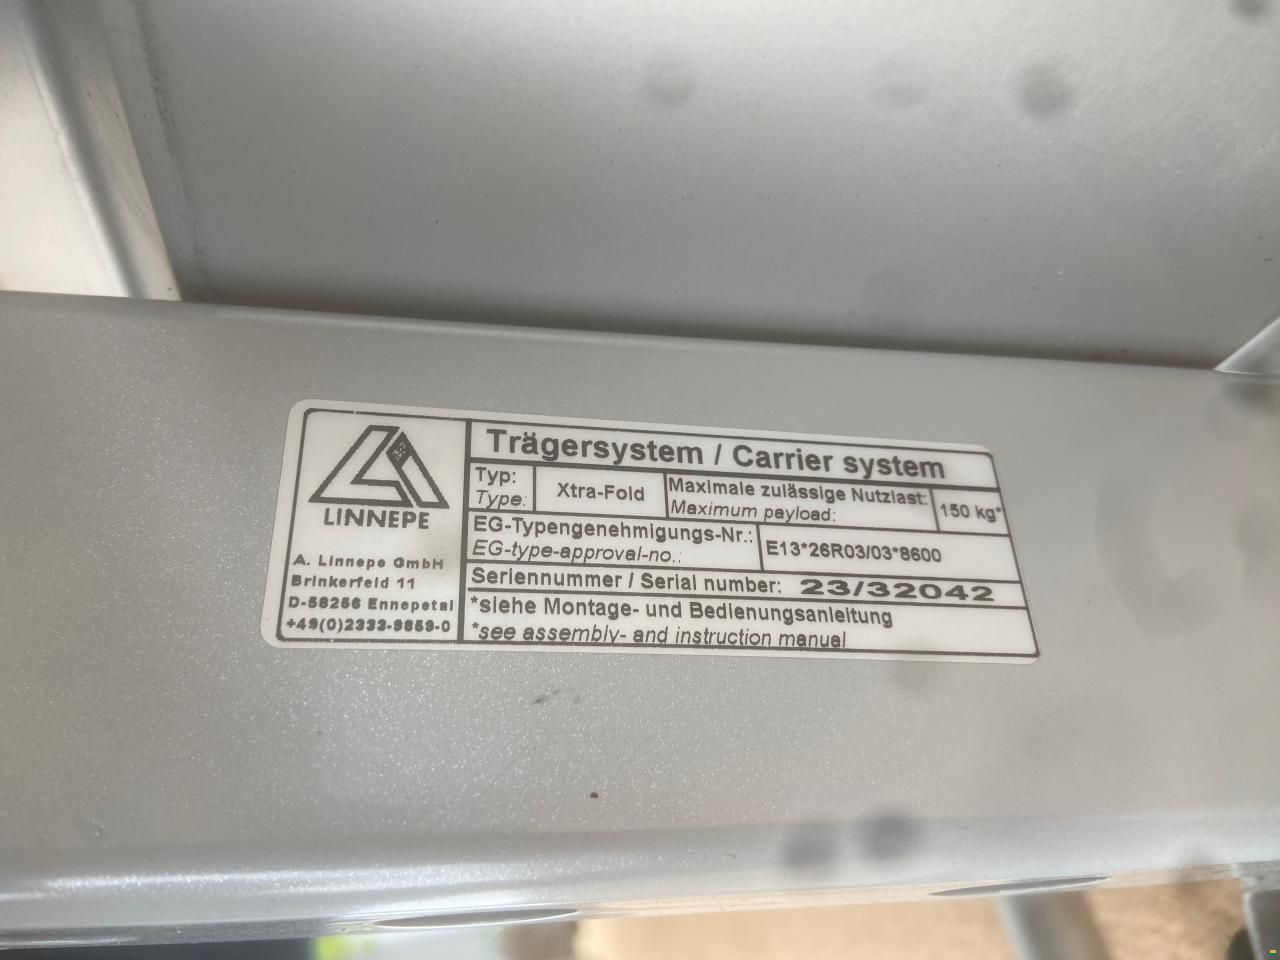 LINNEPE
A. Linnepe GmbH
Brinkerfeld 11
D-58256 Ennepetal
+49(0)2333-9859-0
Trägersystem / Carrier system
Typ:
Type:
Xtra-Fold
Maximale zulässige Nutzlast:
Maximum payload:
150 kg*
EG-Typengenehmigungs-Nr.:
EG-type-approval-no.:
E13*26R03/03*8600
Seriennummer / Serial number: 23/32042
*siehe Montage- und Bedienungsanleitung
*see assembly- and instruction manual